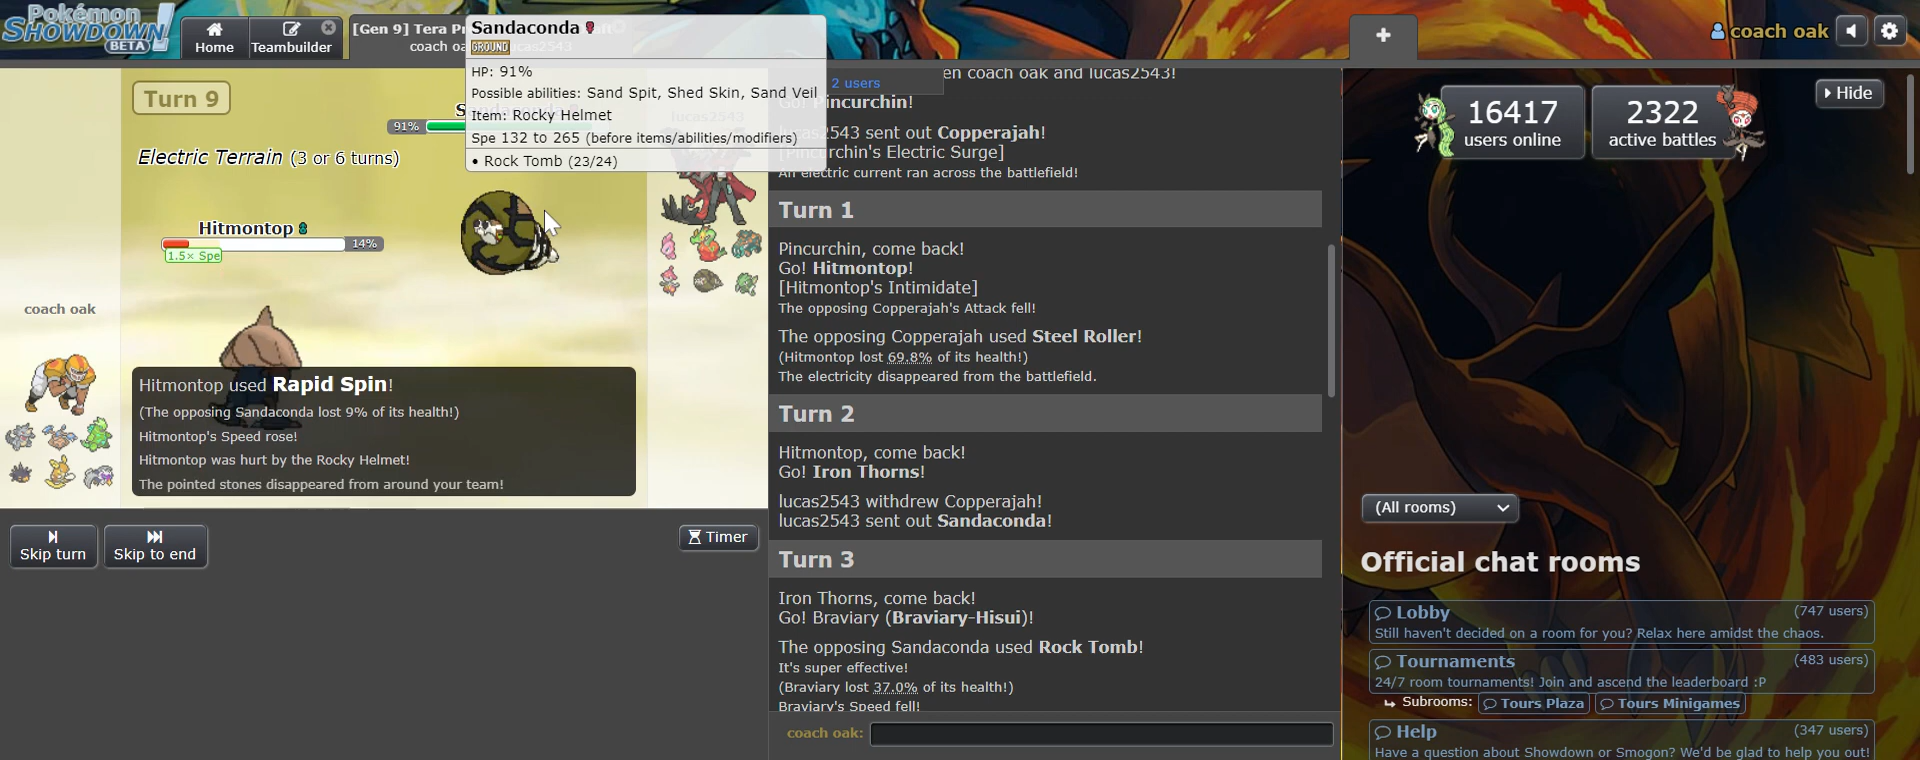 Pokémon
SHOWDOWN!
BETA
Home
Teambuilder
[Gen 9] Tera Pr
coach oa
coach oak
Sandaconda
GROUND
HP: 91%
Possible abilities: Sand Spit, Shed Skin, Sand Veil
Item: Rocky Helmet
Spe 132 to 265 (before items/abilities/modifiers)
• Rock Tomb (23/24)
Turn 9
91%
Electric Terrain (3 or 6 turns)
Hitmontop
14%
1.5× Spe
coach oak
lucas2543
Hitmontop used Rapid Spin!
(The opposing Sandaconda lost 9% of its health!)
Hitmontop's Speed rose!
Hitmontop was hurt by the Rocky Helmet!
The pointed stones disappeared from around your team!
Skip turn
Skip to end
Timer
2 users
en coach oak and lucas2543!
Go! Pincurchin!
lucas2543 sent out Copperajah!
[Pincurchin's Electric Surge]
An electric current ran across the battlefield!
Turn 1
Pincurchin, come back!
Go! Hitmontop!
[Hitmontop's Intimidate]
The opposing Copperajah's Attack fell!
The opposing Copperajah used Steel Roller!
(Hitmontop lost 69.8% of its health!)
The electricity disappeared from the battlefield.
Turn 2
Hitmontop, come back!
Go! Iron Thorns!
lucas2543 withdrew Copperajah!
lucas2543 sent out Sandaconda!
Turn 3
Iron Thorns, come back!
Go! Braviary (Braviary-Hisui)!
The opposing Sandaconda used Rock Tomb!
It's super effective!
(Braviary lost 37.0% of its health!)
Braviary's Speed fell!
coach oak:
16417
users online
2322
active battles
Hide
(All rooms)
Official chat rooms
Lobby
(747 users)
Still haven't decided on a room for you? Relax here amidst the chaos.
Tournaments
(483 users)
24/7 room tournaments! Join and ascend the leaderboard :P
Subrooms: Tours Plaza Tours Minigames
Help
(347 users)
Have a question about Showdown or Smogon? We'd be glad to help you out!